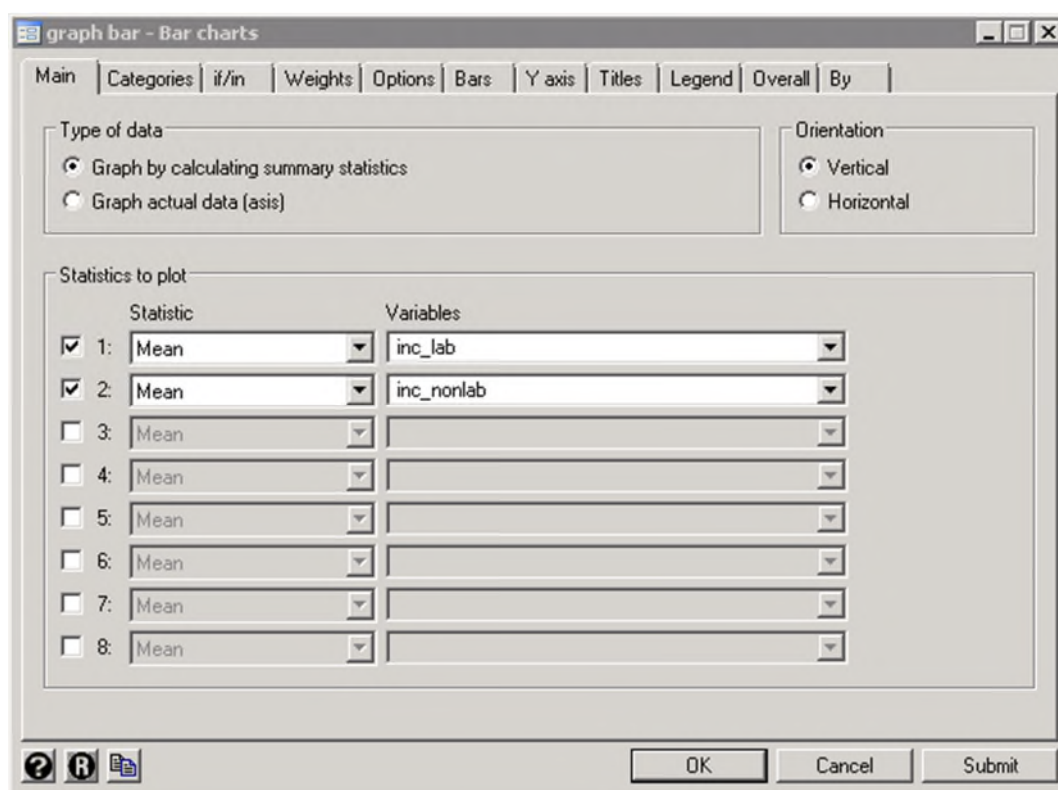 graph bar - Bar charts
Main Categories if/in Weights Options Bars Y axis Titles Legend Overall By
Type of data
Graph by calculating summary statistics
Graph actual data (asis)
Orientation
Vertical
Horizontal
Statistics to plot
Statistic Variables
1: Mean inc_lab
2: Mean inc_nonlab
3: Mean
4: Mean
5: Mean
6: Mean
7: Mean
8: Mean
? R OK Cancel Submit